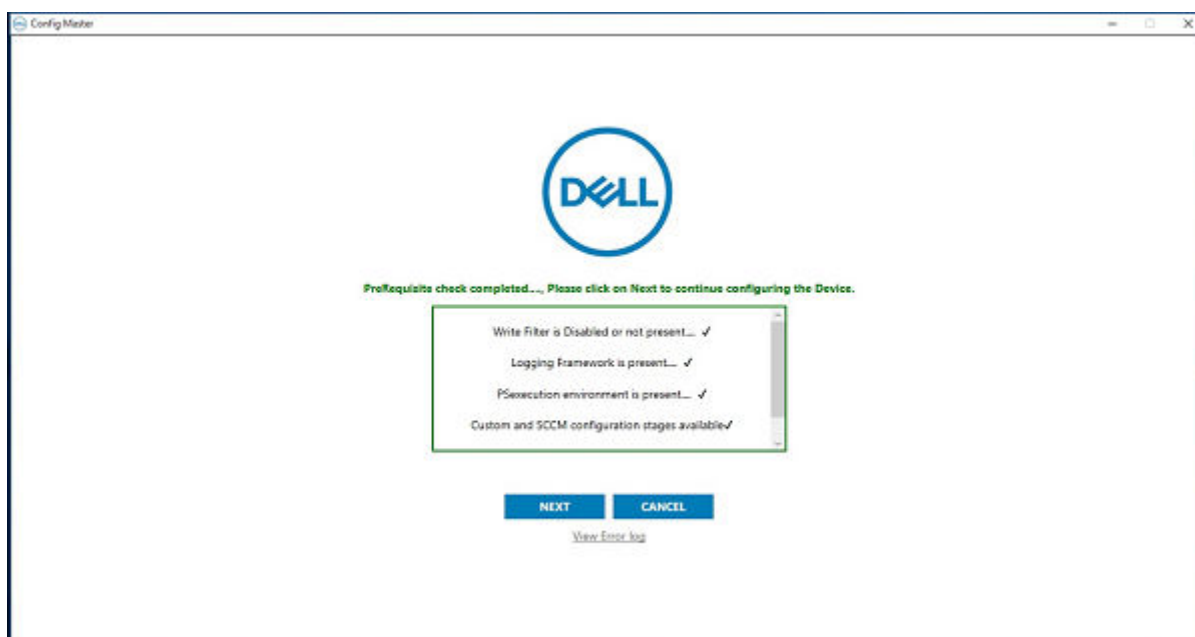 Config Master
DELL
PreRequisite check completed...., Please click on Next to continue configuring the Device.
Write Filter is Disabled or not present.... ✓
Logging Framework is present.... ✓
PSexecution environment is present.... ✓
Custom and SCCM configuration stages available✓
NEXT CANCEL
View Error log